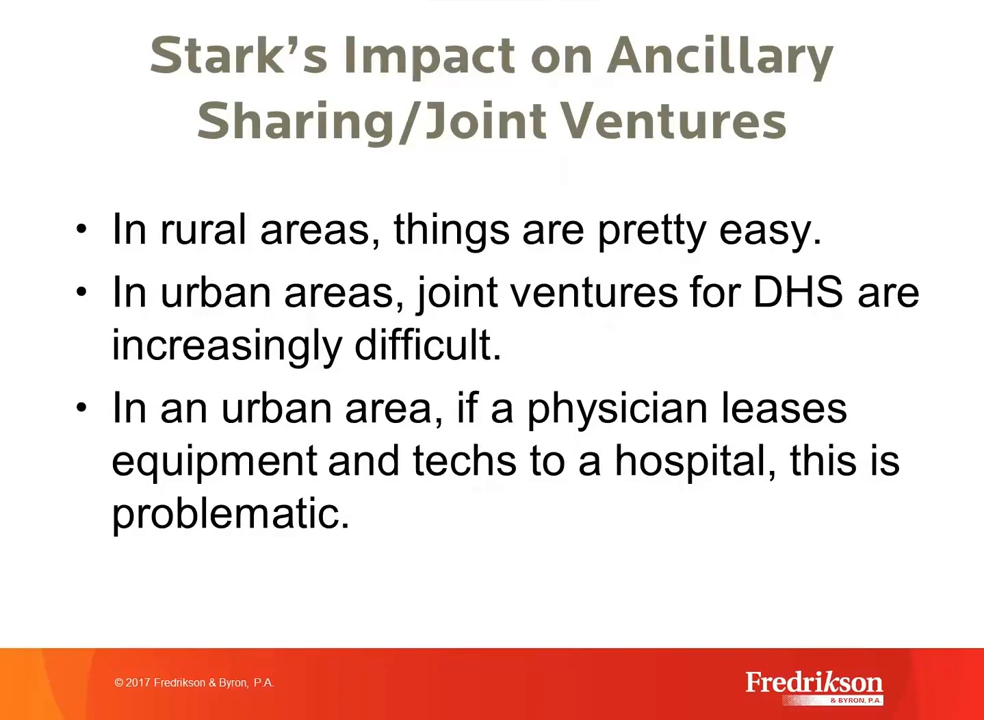 Stark’s Impact on Ancillary
Sharing/Joint Ventures
• In rural areas, things are pretty easy.
• In urban areas, joint ventures for DHS are
increasingly difficult.
• In an urban area, if a physician leases
equipment and techs to a hospital, this is
problematic.
© 2017 Fredrikson & Byron, P.A.
Fredrikson
& BYRON, P.A.